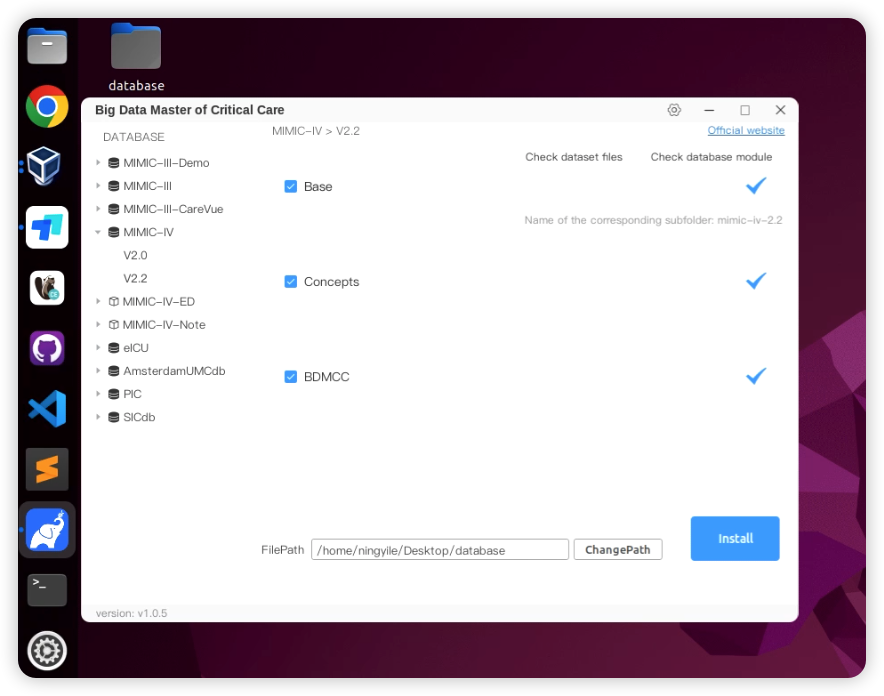 database
Big Data Master of Critical Care
DATABASE
MIMIC-III-Demo
MIMIC-III
MIMIC-III-CareVue
MIMIC-IV
V2.0
V2.2
MIMIC-IV-ED
MIMIC-IV-Note
eICU
AmsterdamUMCdb
PIC
SICdb
MIMIC-IV > V2.2
Official website
Check dataset files Check database module
Base
Name of the corresponding subfolder: mimic-iv-2.2
Concepts
BDMCC
FilePath /home/ningyile/Desktop/database ChangePath
Install
version: v1.0.5
>_